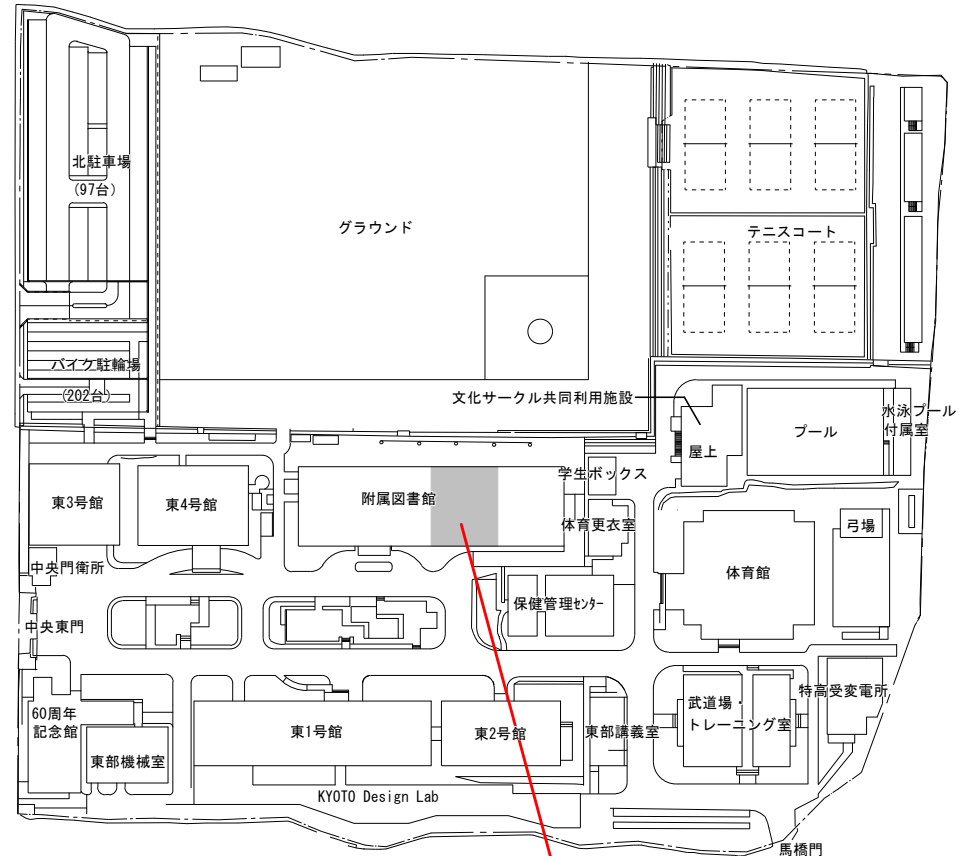 北駐車場
(97台)
グラウンド
テニスコート
バイク駐輪場
(202台)
文化サークル共同利用施設
水泳プール
付属室
プール
屋上
学生ボックス
附属図書館
東3号館
東4号館
体育更衣室
弓場
体育館
中央門衛所
保健管理センター
中央東門
特高受変電所
60周年
記念館
武道場・
トレーニング室
東1号館
東2号館
東部講義室
東部機械室
KYOTO Design Lab
馬橋門